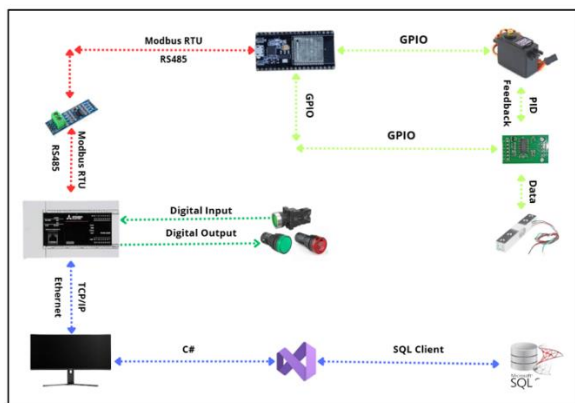 Modbus RTU
RS485
GPIO
GPIO
GPIO
PID
Feedback
Modbus RTU
RS485
Data
Digital Input
Digital Output
TCP/IP
Ethernet
C#
SQL Client
Microsoft
SQL